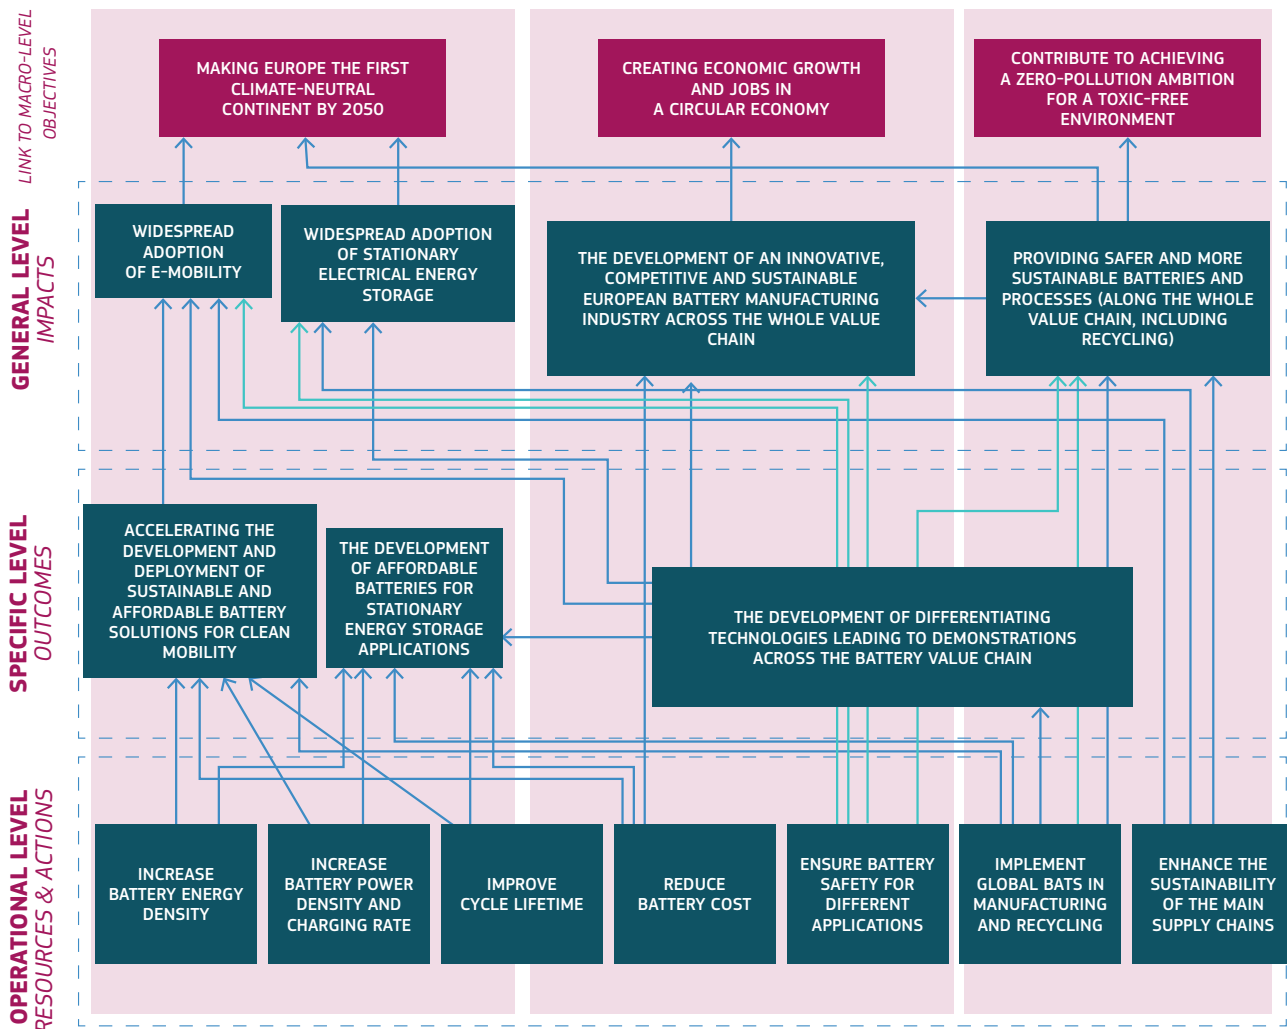 LINK TO MACRO-LEVEL
OBJECTIVES
MAKING EUROPE THE FIRST
CLIMATE-NEUTRAL
CONTINENT BY 2050
CREATING ECONOMIC GROWTH
AND JOBS IN
A CIRCULAR ECONOMY
CONTRIBUTE TO ACHIEVING
A ZERO-POLLUTION AMBITION
FOR A TOXIC-FREE
ENVIRONMENT
GENERAL LEVEL
IMPACTS
WIDESPREAD
ADOPTION
OF E-MOBILITY
WIDESPREAD ADOPTION
OF STATIONARY
ELECTRICAL ENERGY
STORAGE
THE DEVELOPMENT OF AN INNOVATIVE,
COMPETITIVE AND SUSTAINABLE
EUROPEAN BATTERY MANUFACTURING
INDUSTRY ACROSS THE WHOLE VALUE
CHAIN
PROVIDING SAFER AND MORE
SUSTAINABLE BATTERIES AND
PROCESSES (ALONG THE WHOLE
VALUE CHAIN, INCLUDING
RECYCLING)
SPECIFIC LEVEL
OUTCOMES
ACCELERATING THE
DEVELOPMENT AND
DEPLOYMENT OF
SUSTAINABLE AND
AFFORDABLE BATTERY
SOLUTIONS FOR CLEAN
MOBILITY
THE DEVELOPMENT
OF AFFORDABLE
BATTERIES FOR
STATIONARY
ENERGY STORAGE
APPLICATIONS
THE DEVELOPMENT OF DIFFERENTIATING
TECHNOLOGIES LEADING TO DEMONSTRATIONS
ACROSS THE BATTERY VALUE CHAIN
OPERATIONAL LEVEL
RESOURCES & ACTIONS
INCREASE
BATTERY ENERGY
DENSITY
INCREASE
BATTERY POWER
DENSITY AND
CHARGING RATE
IMPROVE
CYCLE LIFETIME
REDUCE
BATTERY COST
ENSURE BATTERY
SAFETY FOR
DIFFERENT
APPLICATIONS
IMPLEMENT
GLOBAL BATS IN
MANUFACTURING
AND RECYCLING
ENHANCE THE
SUSTAINABILITY
OF THE MAIN
SUPPLY CHAINS